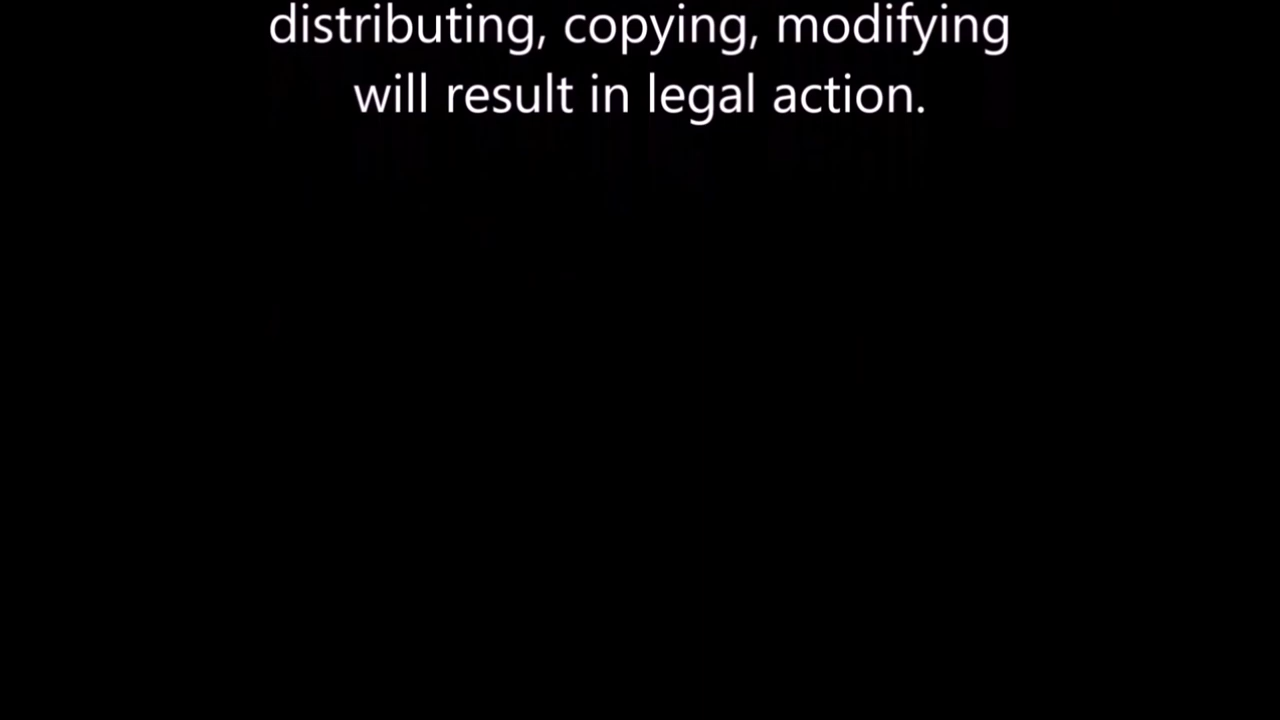 distributing, copying, modifying
will result in legal action.